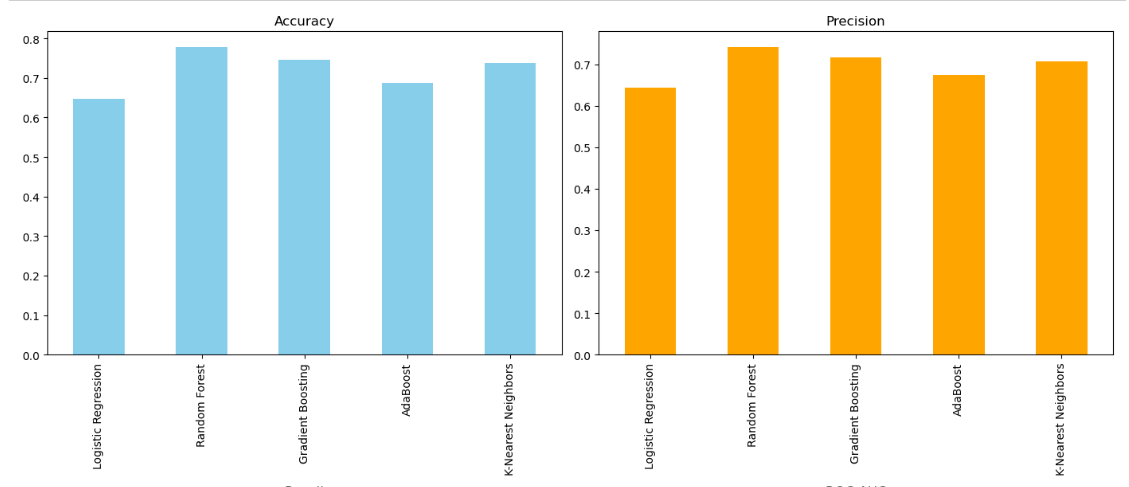 Accuracy
0.8
0.7
0.6
0.5
0.4
0.3
0.2
0.1
0.0
Logistic Regression
Random Forest
Gradient Boosting
AdaBoost
K-Nearest Neighbors
Precision
0.7
0.6
0.5
0.4
0.3
0.2
0.1
0.0
Logistic Regression
Random Forest
Gradient Boosting
AdaBoost
K-Nearest Neighbors